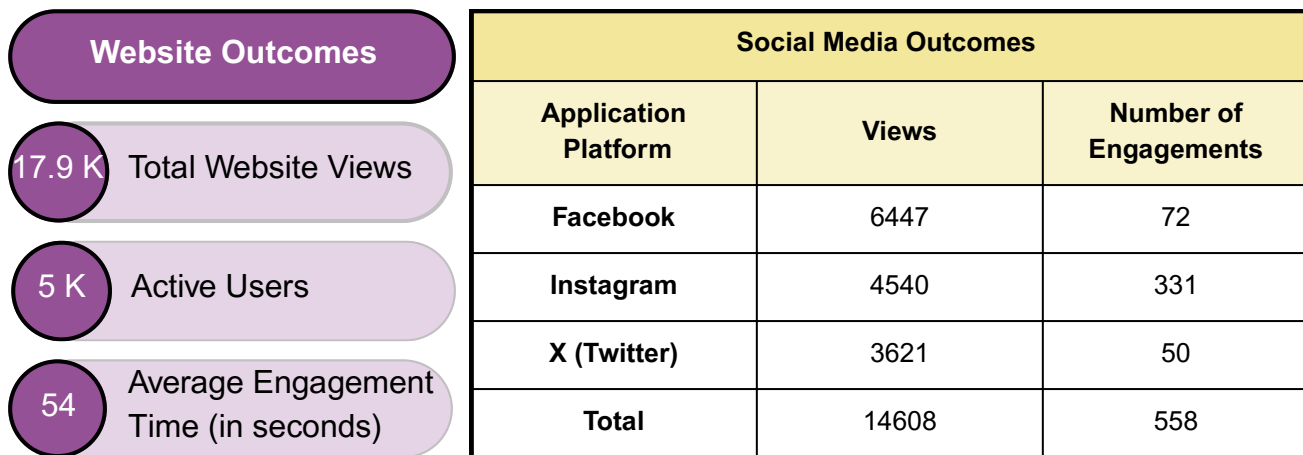 Website Outcomes
17.9 K Total Website Views
5 K Active Users
54 Average Engagement
Time (in seconds)
Social Media Outcomes
Application
Platform
Views
Number of
Engagements
Facebook 6447 72
Instagram 4540 331
X (Twitter) 3621 50
Total 14608 558